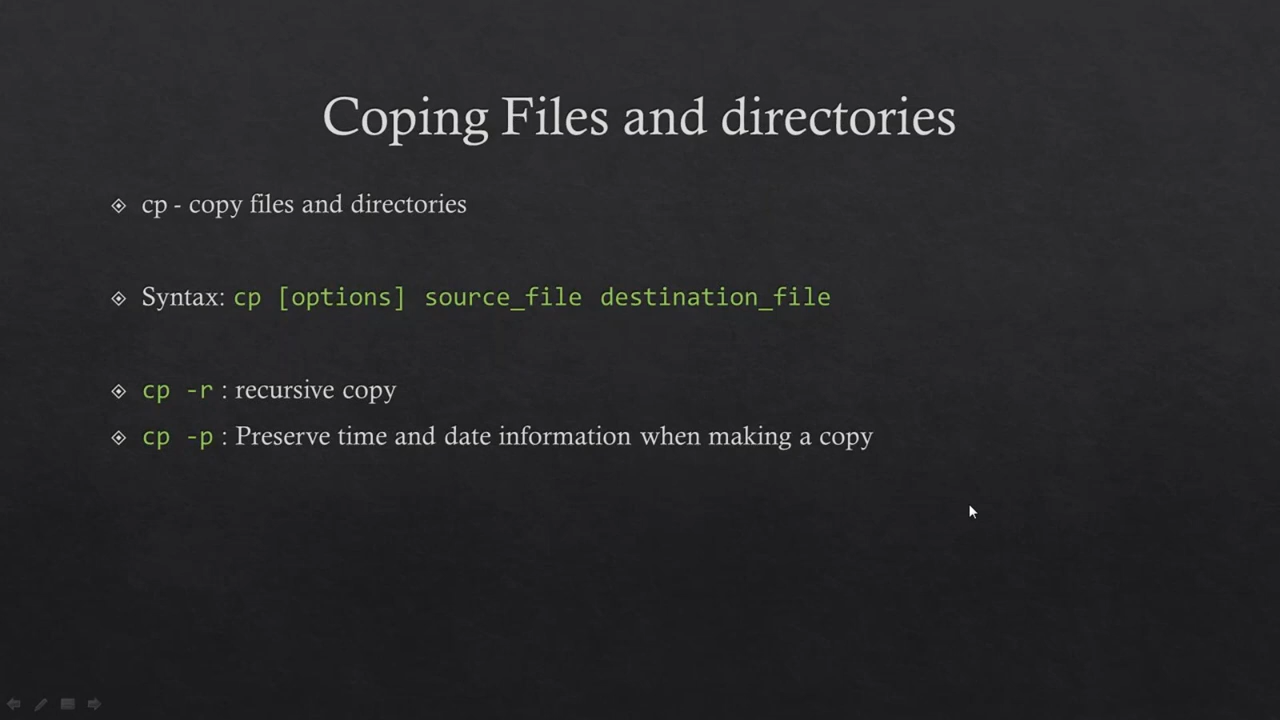 Coping Files and directories
cp - copy files and directories
Syntax: cp [options] source_file destination_file
cp -r : recursive copy
cp -p : Preserve time and date information when making a copy